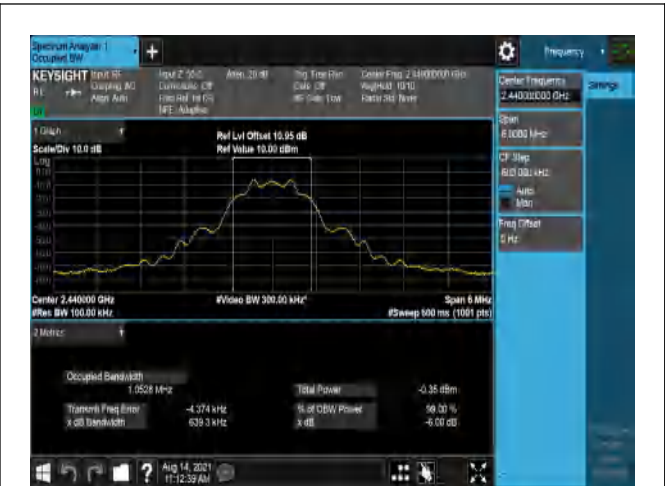 Spectrum Analyzer 1
Occupied BW
Frequency
KEYSIGHT Input: RF
Coupling: AC
Align: Auto
Input Z: 50 Ω
Corrections: Off
Freq Ref: Int (S)
NFE: Adaptive
Atten: 20 dB
Trig: Free Run
Gate: Off
#IF Gain: Low
Center Freq: 2.440000000 GHz
Avg|Hold: 10/10
Radio Std: None
Center Frequency
2.440000000 GHz
Settings
Span
6.0000 MHz
CF Step
600.000 kHz
Auto
Man
Freq Offset
0 Hz
1 Graph
Scale/Div 10.0 dB
Ref Lvl Offset 10.95 dB
Ref Value 10.00 dBm
Log
Center 2.440000 GHz
#Res BW 100.00 kHz
#Video BW 300.00 kHz*
Span 6 MHz
#Sweep 500 ms (1001 pts)
2 Metrics
Occupied Bandwidth
1.0528 MHz
Total Power -0.35 dBm
Transmit Freq Error -4.374 kHz
% of OBW Power 99.00 %
x dB Bandwidth 639.3 kHz
x dB -6.00 dB
?
Aug 14, 2021
11:12:39 AM